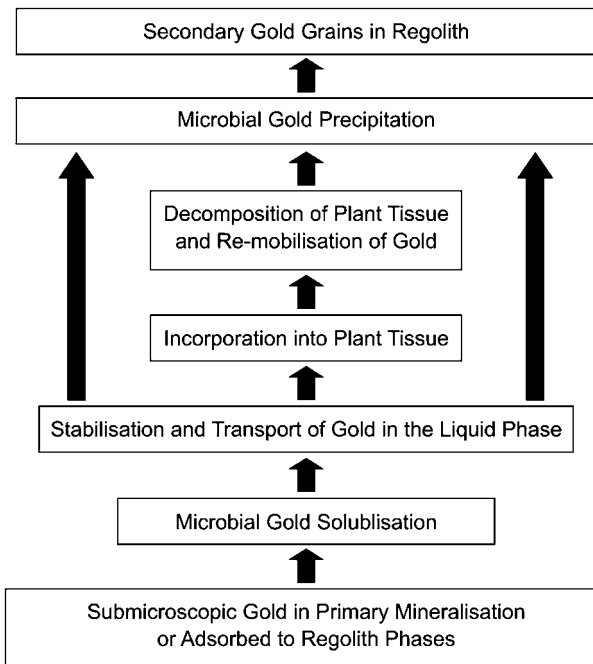 Secondary Gold Grains in Regolith
Microbial Gold Precipitation
Decomposition of Plant Tissue
and Re-mobilisation of Gold
Incorporation into Plant Tissue
Stabilisation and Transport of Gold in the Liquid Phase
Microbial Gold Solublisation
Submicroscopic Gold in Primary Mineralisation
or Adsorbed to Regolith Phases